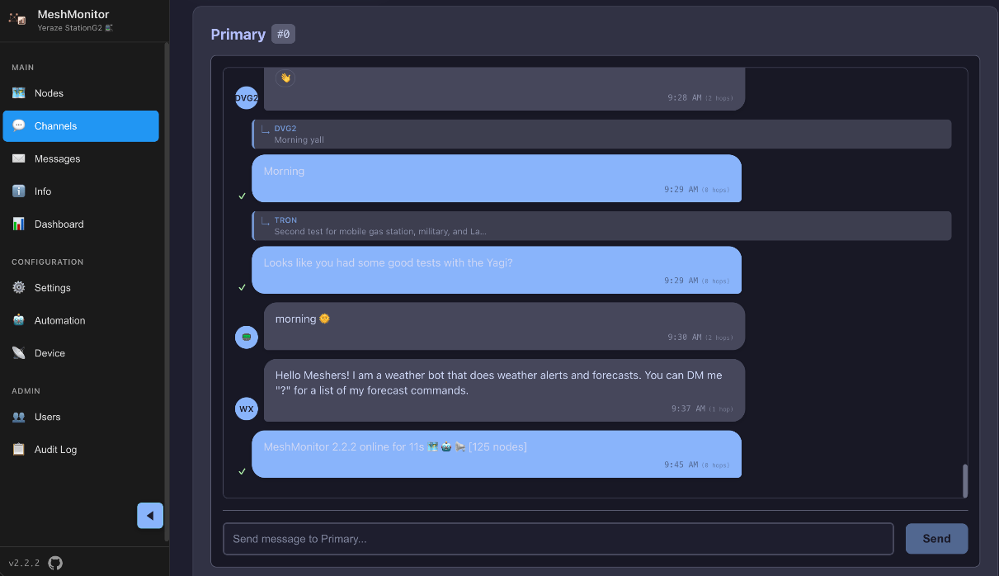 MeshMonitor
Yeraze StationG2
MAIN
Nodes
Channels
Messages
Info
Dashboard
CONFIGURATION
Settings
Automation
Device
ADMIN
Users
Audit Log
v2.2.2
Primary #0
👋
DVG2
9:28 AM (2 hops)
DVG2
Morning yall
Morning
9:29 AM (0 hops)
TRON
Second test for mobile gas station, military, and La...
Looks like you had some good tests with the Yagi?
9:29 AM (0 hops)
morning 🌞
9:30 AM (2 hops)
Hello Meshers! I am a weather bot that does weather alerts and forecasts. You can DM me
"?" for a list of my forecast commands.
WX
9:37 AM (1 hop)
MeshMonitor 2.2.2 online for 11s 🗺️ 🤖 📡 [125 nodes]
9:45 AM (0 hops)
Send message to Primary...
Send